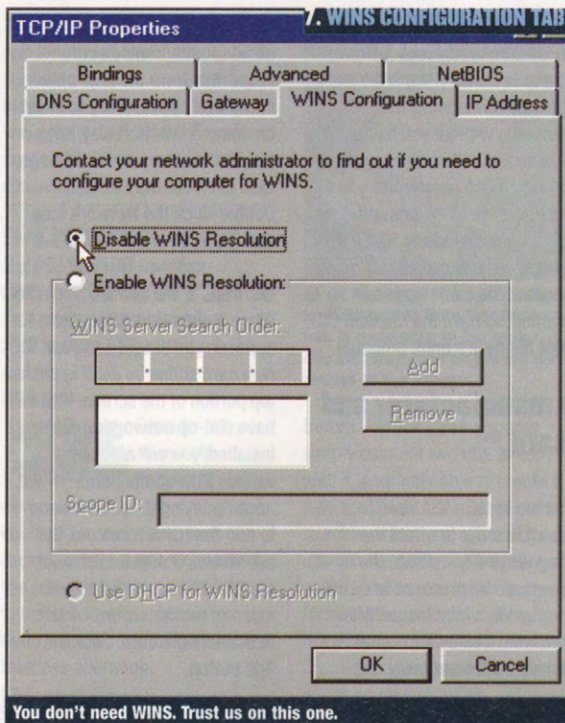 7. WINS CONFIGURATION TAB
TCP/IP Properties
Bindings
Advanced
NetBIOS
DNS Configuration
Gateway
WINS Configuration
IP Address
Contact your network administrator to find out if you need to
configure your computer for WINS.
Disable WINS Resolution
Enable WINS Resolution:
WINS Server Search Order:
Add
Remove
Scope ID:
Use DHCP for WINS Resolution
OK
Cancel
You don't need WINS. Trust us on this one.